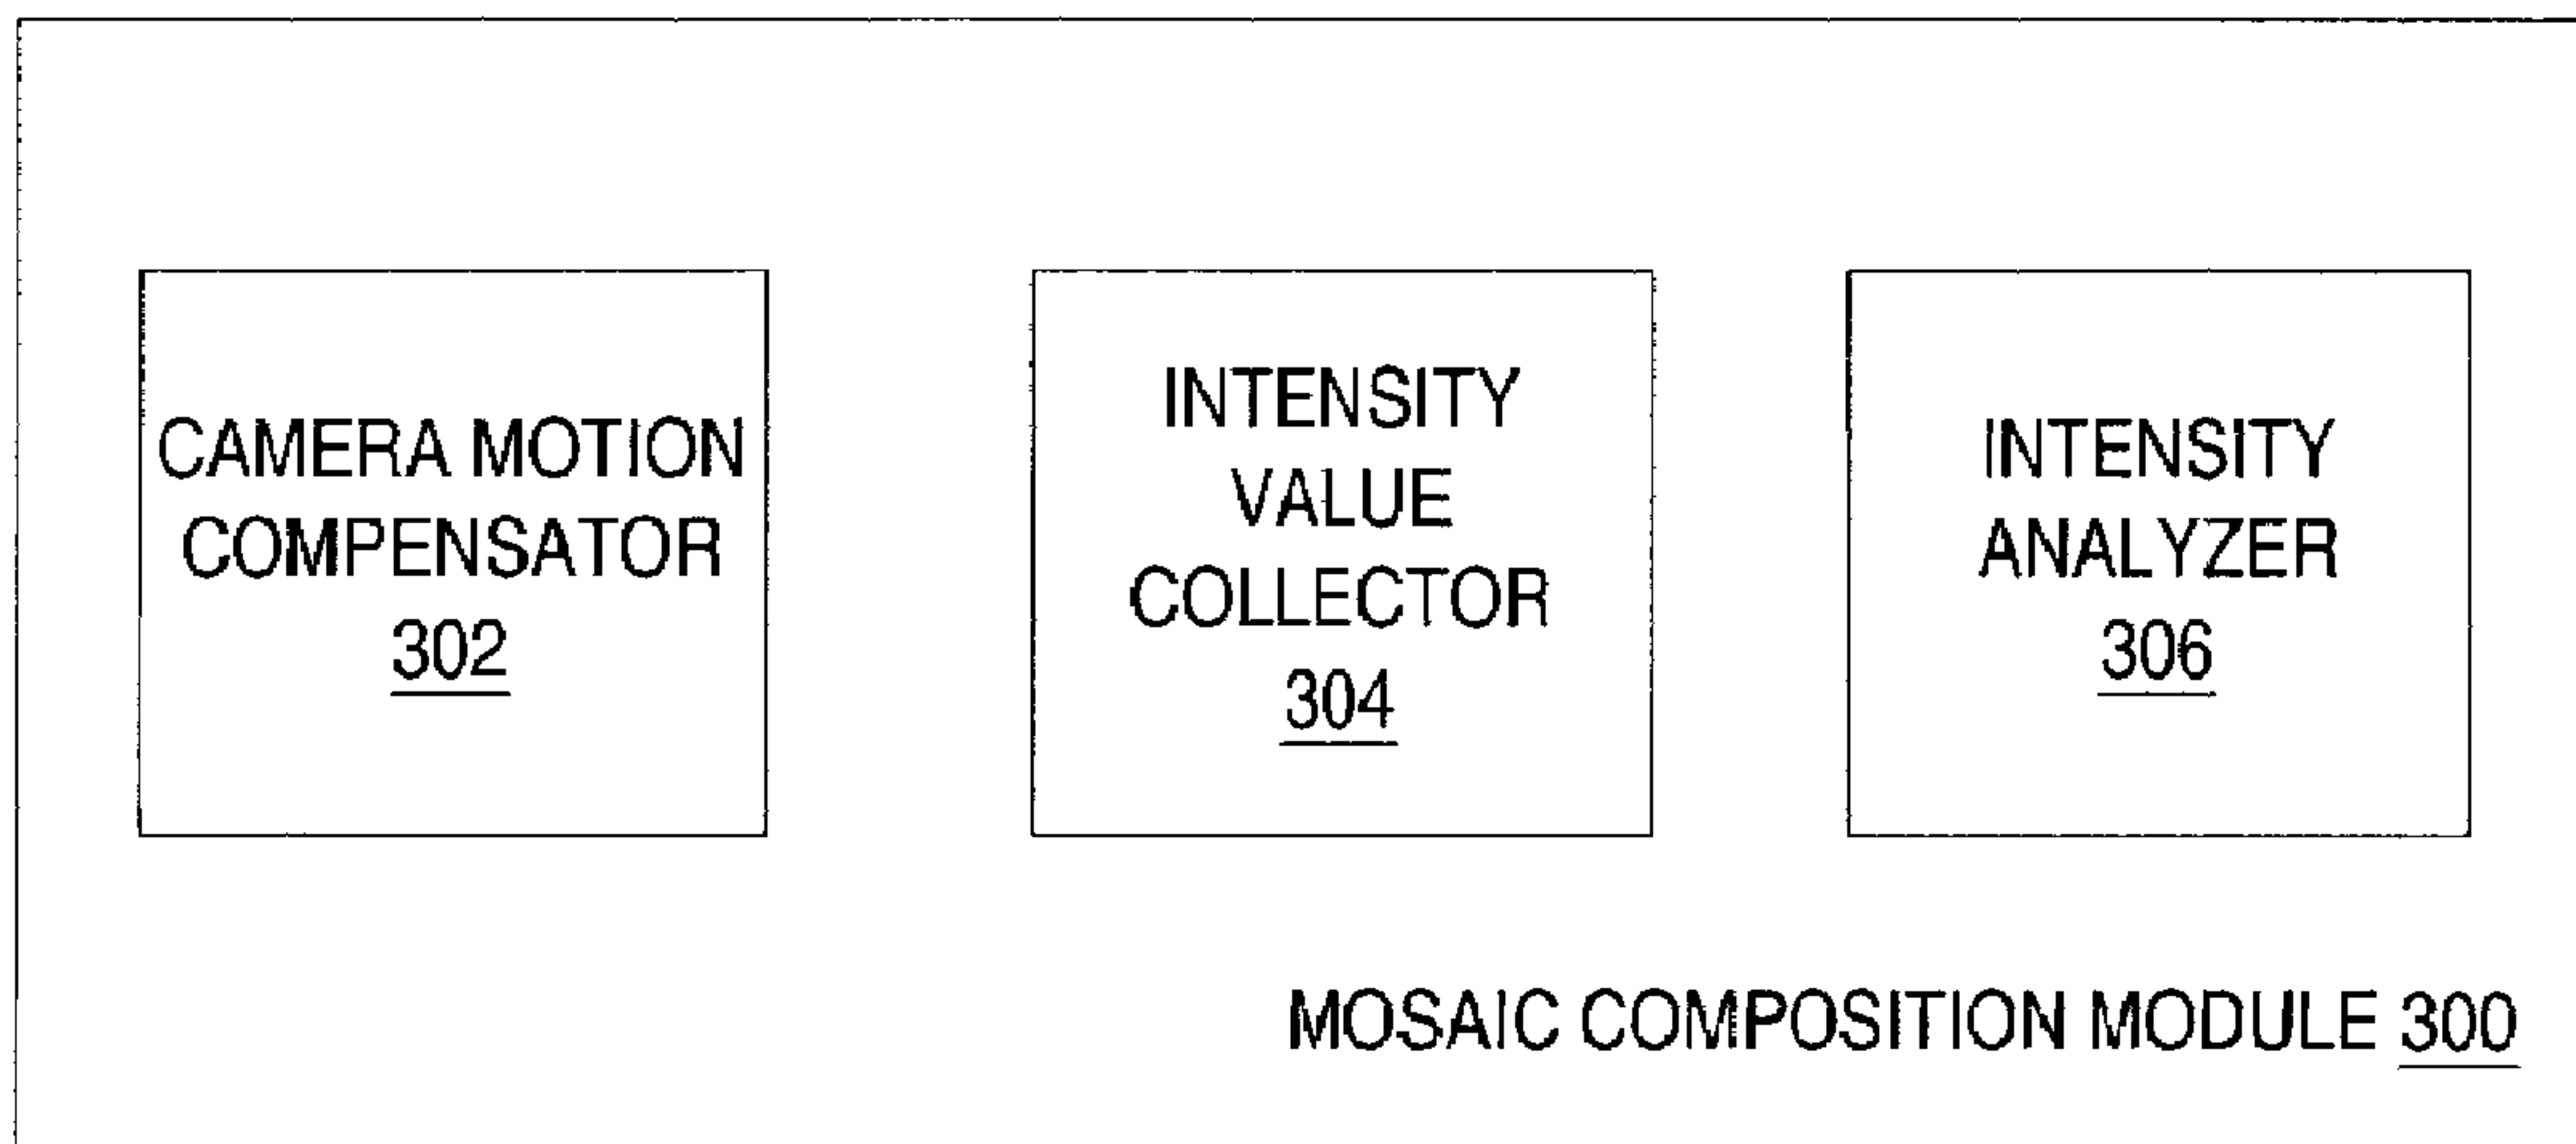 CAMERA MOTION
COMPENSATOR
302
INTENSITY
VALUE
COLLECTOR
304
INTENSITY
ANALYZER
306
MOSAIC COMPOSITION MODULE 300